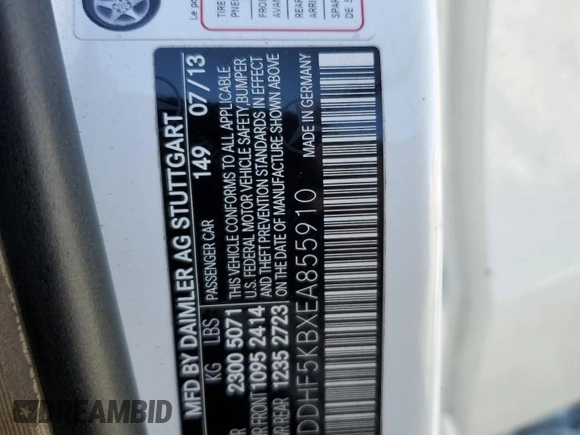 MFD BY DAIMLER AG STUTTGART
149 07/13
KG LBS PASSENGER CAR
2300 5071
1095 2414
1235 2723
THIS VEHICLE CONFORMS TO ALL APPLICABLE
U.S. FEDERAL MOTOR VEHICLE SAFETY, BUMPER
AND THEFT PREVENTION STANDARDS IN EFFECT
ON THE DATE OF MANUFACTURE SHOWN ABOVE
MADE IN GERMANY
DDHF5KBXEA855910
TIRE
REAR
DREAMBID